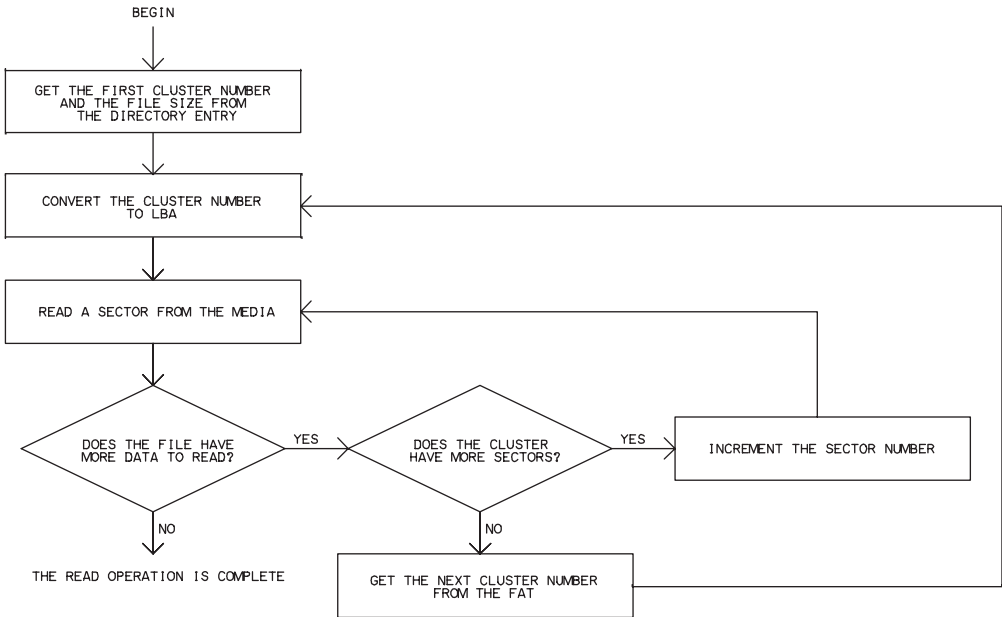 BEGIN
GET THE FIRST CLUSTER NUMBER
AND THE FILE SIZE FROM
THE DIRECTORY ENTRY
CONVERT THE CLUSTER NUMBER
TO LBA
READ A SECTOR FROM THE MEDIA
DOES THE FILE HAVE
MORE DATA TO READ?
YES
DOES THE CLUSTER
HAVE MORE SECTORS?
YES
INCREMENT THE SECTOR NUMBER
NO
NO
THE READ OPERATION IS COMPLETE
GET THE NEXT CLUSTER NUMBER
FROM THE FAT